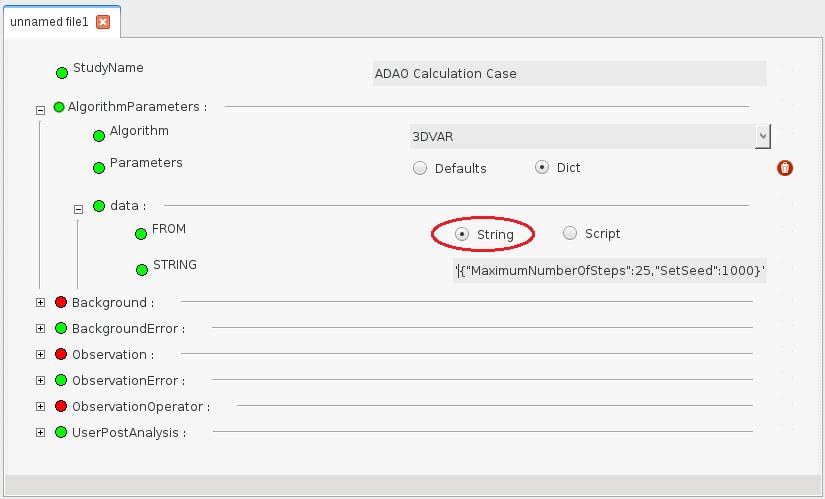 unnamed file1
StudyName ADAO Calculation Case
AlgorithmParameters :
Algorithm 3DVAR
Parameters Defaults Dict
data :
FROM String Script
STRING '{"MaximumNumberOfSteps":25,"SetSeed":1000}'
Background :
BackgroundError :
Observation :
ObservationError :
ObservationOperator :
UserPostAnalysis :